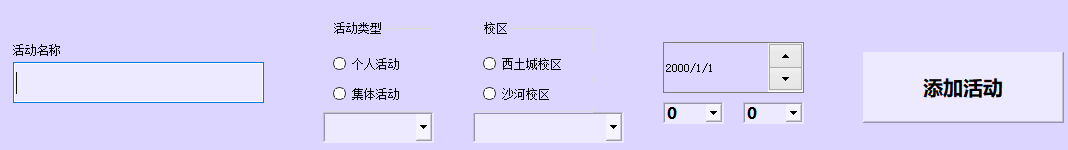 活动名称
活动类型
个人活动
集体活动
校区
西土城校区
沙河校区
2000/1/1
0
0
添加活动